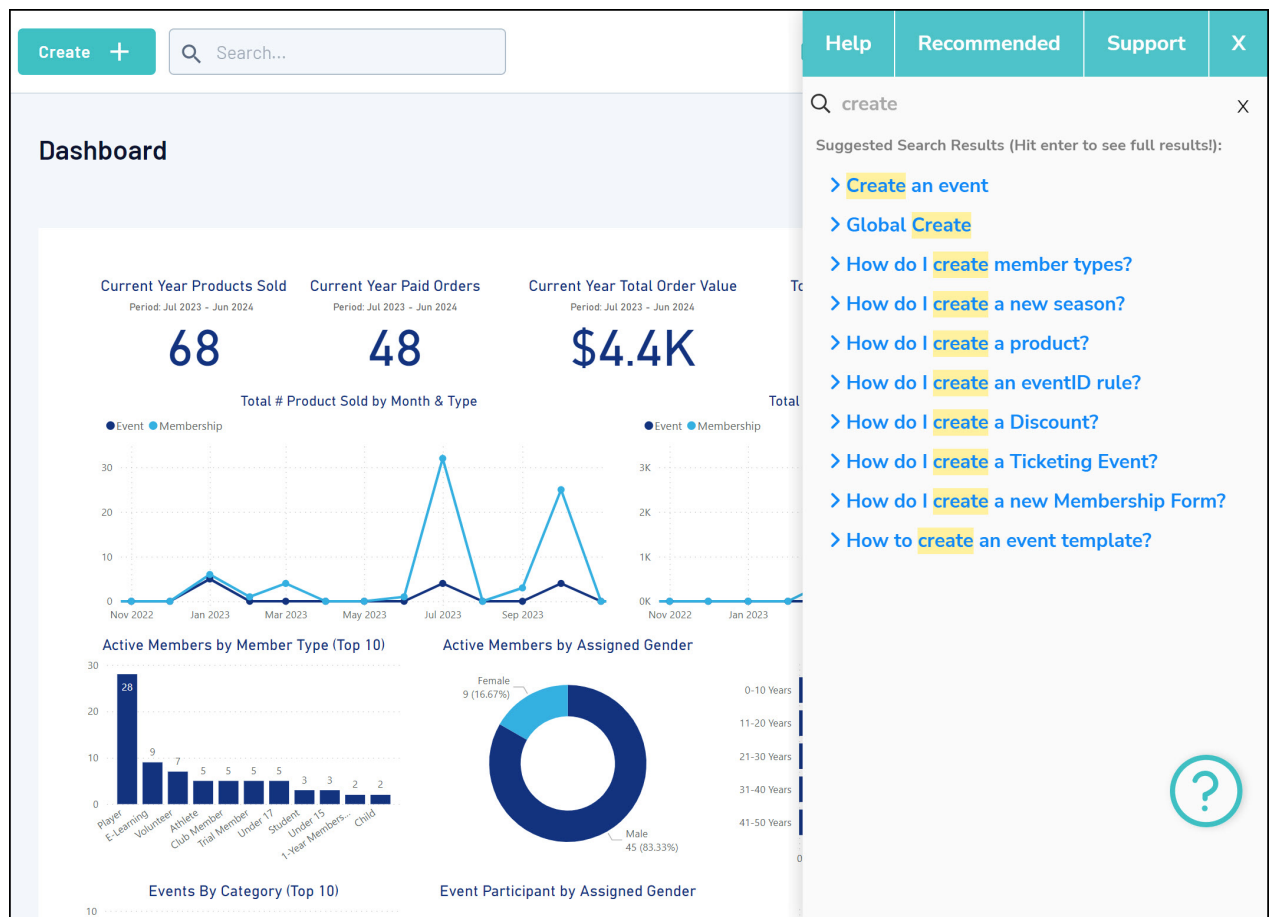 Create +
Search...
Help Recommended Support X
create X
Suggested Search Results (Hit enter to see full results!):
Create an event
Global Create
How do I create member types?
How do I create a new season?
How do I create a product?
How do I create an eventID rule?
How do I create a Discount?
How do I create a Ticketing Event?
How do I create a new Membership Form?
How to create an event template?
?
Dashboard
Current Year Products Sold
Period: Jul 2023 - Jun 2024
68
Current Year Paid Orders
Period: Jul 2023 - Jun 2024
48
Current Year Total Order Value
Period: Jul 2023 - Jun 2024
$4.4K
Total # Product Sold by Month & Type
Event Membership
30
20
10
0
Nov 2022 Jan 2023 Mar 2023 May 2023 Jul 2023 Sep 2023
Total
Event Membership
3K
2K
1K
0K
Nov 2022 Jan 2023
Active Members by Member Type (Top 10)
30
20
10
0
28 9 7 5 5 5 5 3 3 2 2
Player
E-Learning
Volunteer
Athlete
Club Member
Trial Member
Under 17
Student
Under 15
1-Year Members...
Child
Active Members by Assigned Gender
Female
9 (16.67%)
Male
45 (83.33%)
0-10 Years
11-20 Years
21-30 Years
31-40 Years
41-50 Years
0
Events By Category (Top 10)
10
Event Participant by Assigned Gender